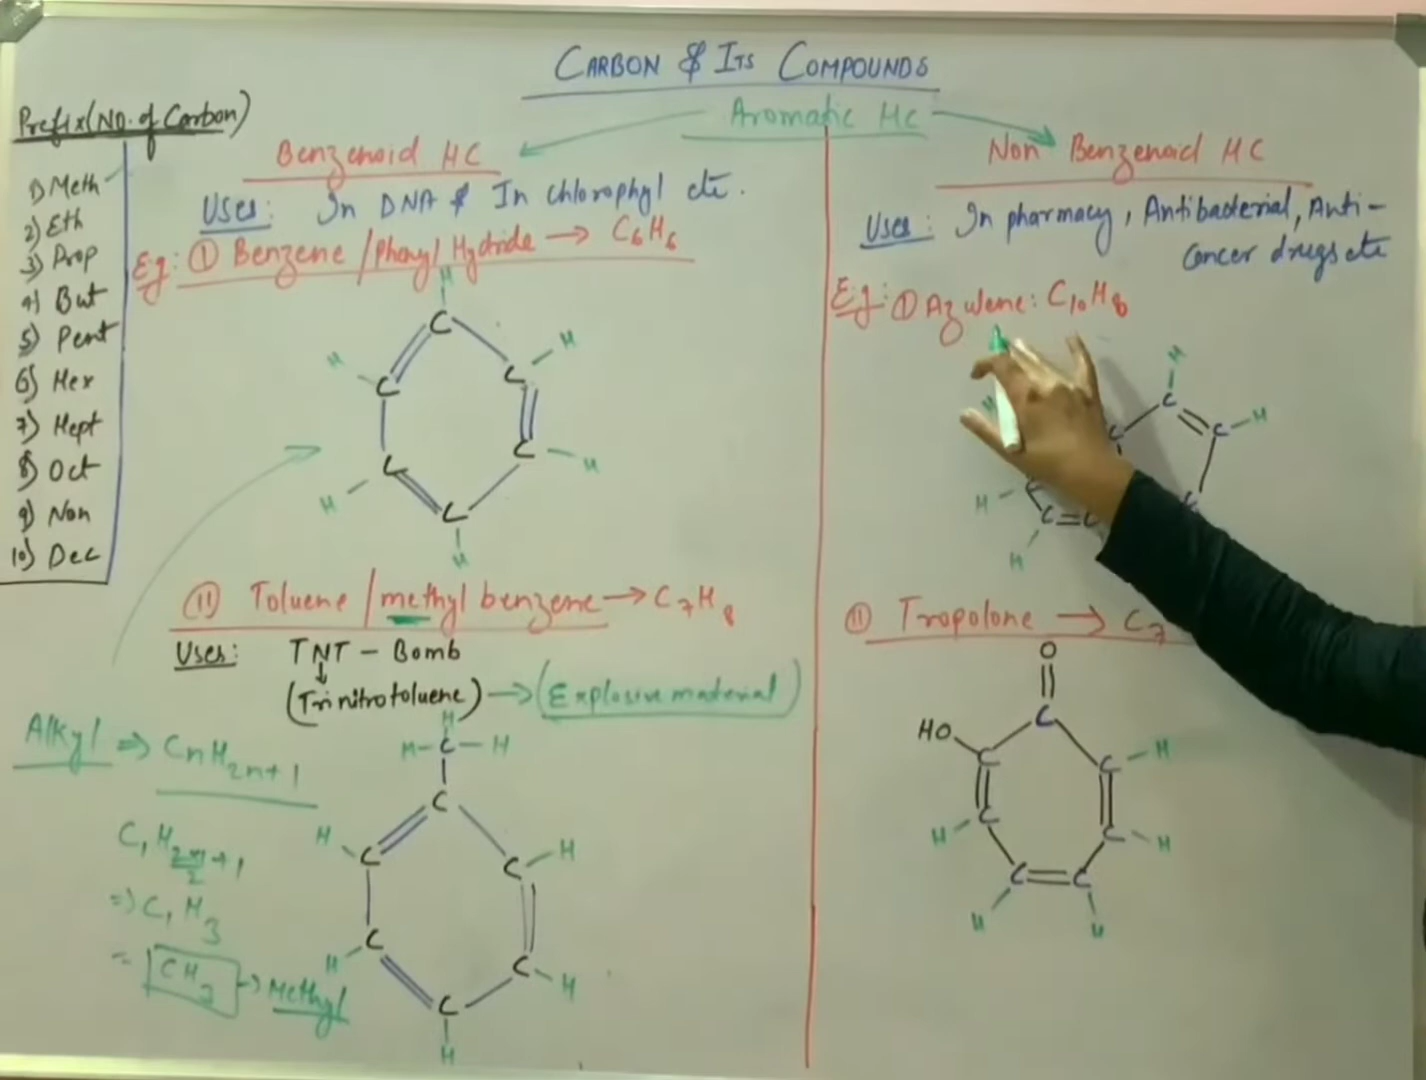 CARBON & ITS COMPOUNDS
Aromatic HC
Prefix (No. of Carbon)
1) Meth
2) Eth
3) Prop
4) But
5) Pent
6) Hex
7) Hept
8) Oct
9) Non
10) Dec
Benzenoid HC
Uses: In DNA & In Chlorophyl etc.
Eg: ① Benzene / Phenyl Hydride → C6H6
H
C
H C C H
H C C H
C
H
(11) Toluene / methyl benzene → C7H8
Uses: TNT - Bomb
(Trinitrotoluene) → (Explosive material)
H
H-C-H
C
H C C H
H C C H
C
H
Alkyl ⇒ CnH2n+1
⇒ C1H3
= CH3 → Methyl
Non Benzenoid HC
Uses: In pharmacy, Antibacterial, Anti-
Cancer drugs etc
Eg: ① Azulene: C10H8
H
C
H C C H
H C
C=C
H
(11) Tropolone → C7
O
C
HO C C H
H C C H
C=C
H H